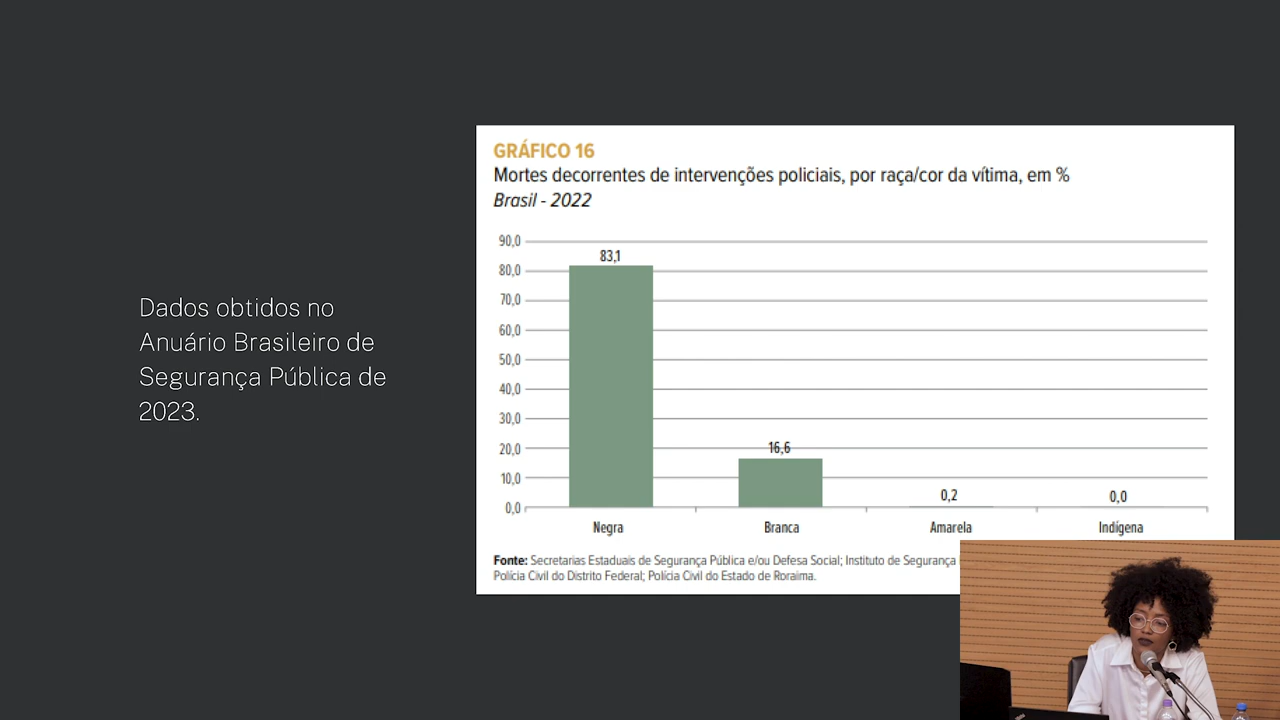 Dados obtidos no
Anuário Brasileiro de
Segurança Pública de
2023.
GRÁFICO 16
Mortes decorrentes de intervenções policiais, por raça/cor da vítima, em %
Brasil - 2022
90,0
80,0
70,0
60,0
50,0
40,0
30,0
20,0
10,0
0,0
83,1
16,6
0,2
0,0
Negra
Branca
Amarela
Indígena
Fonte: Secretarias Estaduais de Segurança Pública e/ou Defesa Social; Instituto de Segurança
Polícia Civil do Distrito Federal; Polícia Civil do Estado de Roraima.